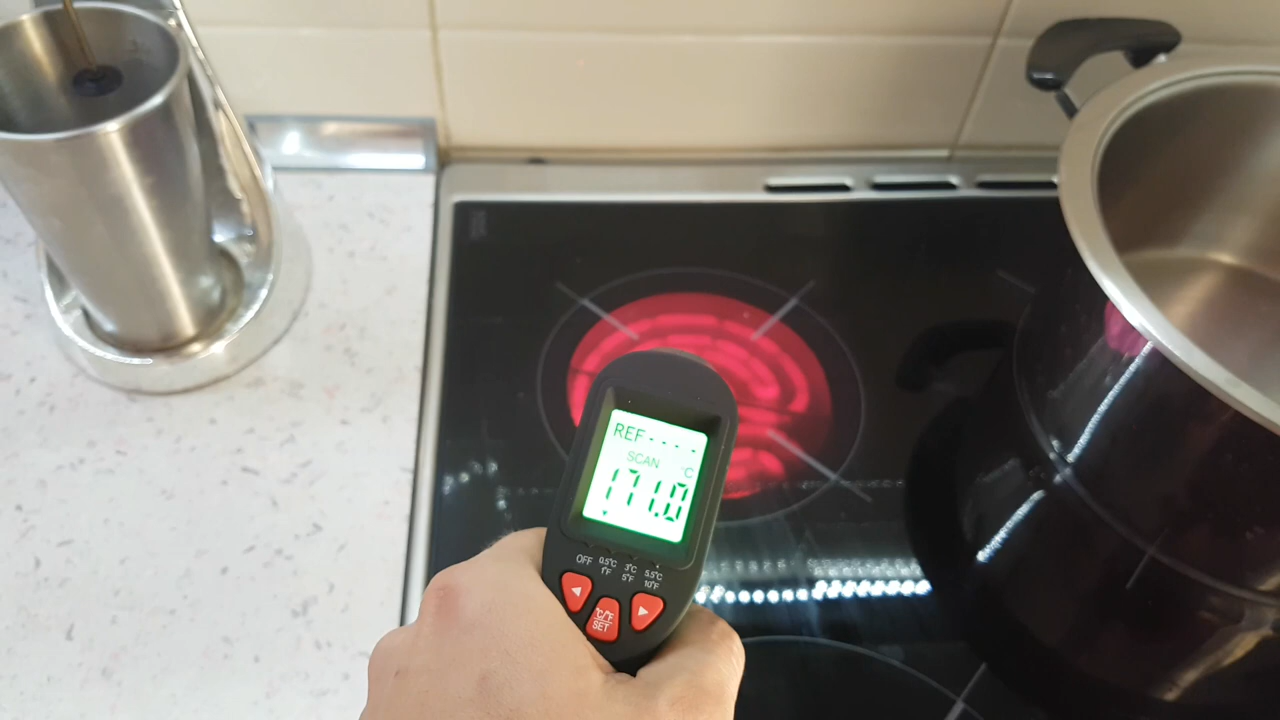 REF - - - -
SCAN °C
171.0
OFF 0.5°C 3°C 5.5°C
1°F 5°F 10°F
°C/°F
SET